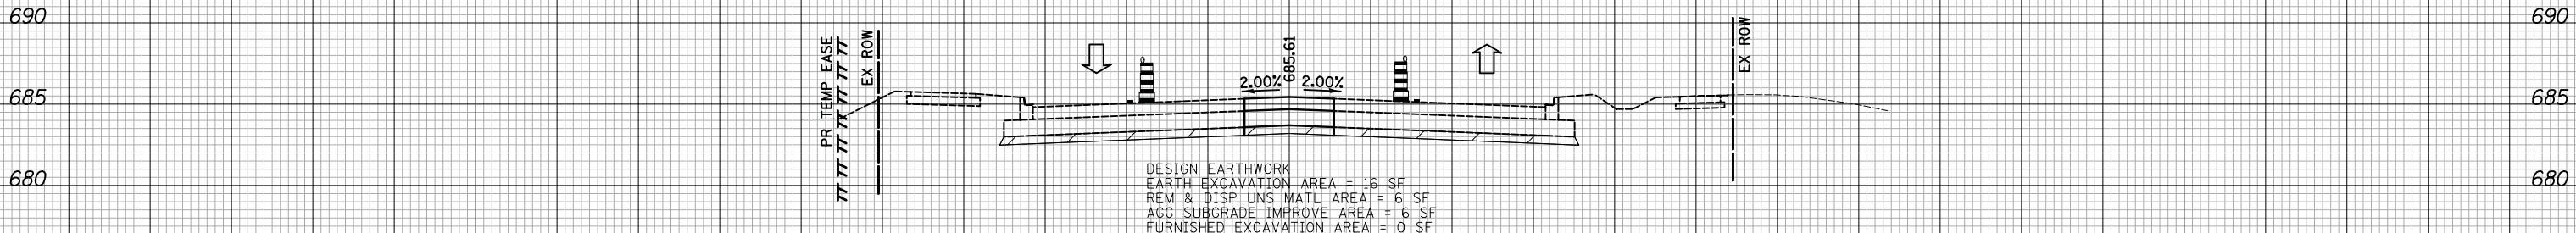 690
690
PR TEMP EASE
EX ROW
685.61
EX ROW
2.00%
2.00%
685
685
680
680
DESIGN EARTHWORK
EARTH EXCAVATION AREA = 16 SF
REM & DISP UNS MATL AREA = 6 SF
AGG SUBGRADE IMPROVE AREA = 6 SF
FURNISHED EXCAVATION AREA = 0 SF